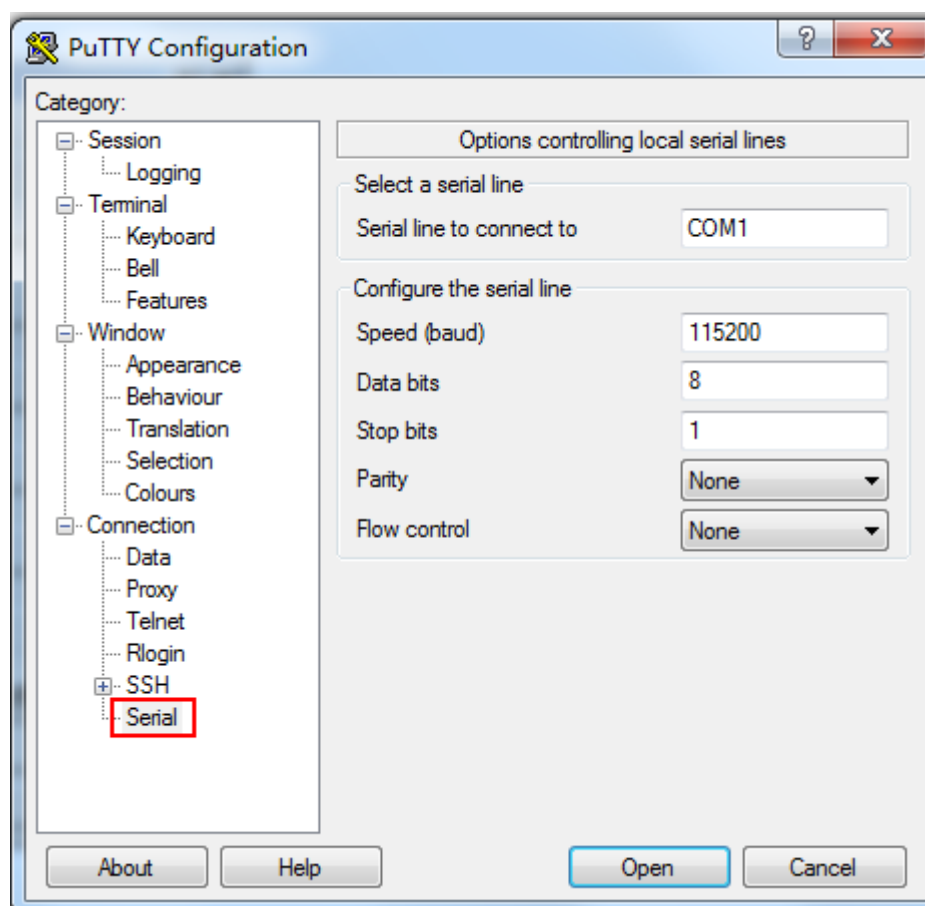 PuTTY Configuration
Category:
Session
Logging
Terminal
Keyboard
Bell
Features
Window
Appearance
Behaviour
Translation
Selection
Colours
Connection
Data
Proxy
Telnet
Rlogin
SSH
Serial
Options controlling local serial lines
Select a serial line
Serial line to connect to COM1
Configure the serial line
Speed (baud) 115200
Data bits 8
Stop bits 1
Parity None
Flow control None
About Help Open Cancel